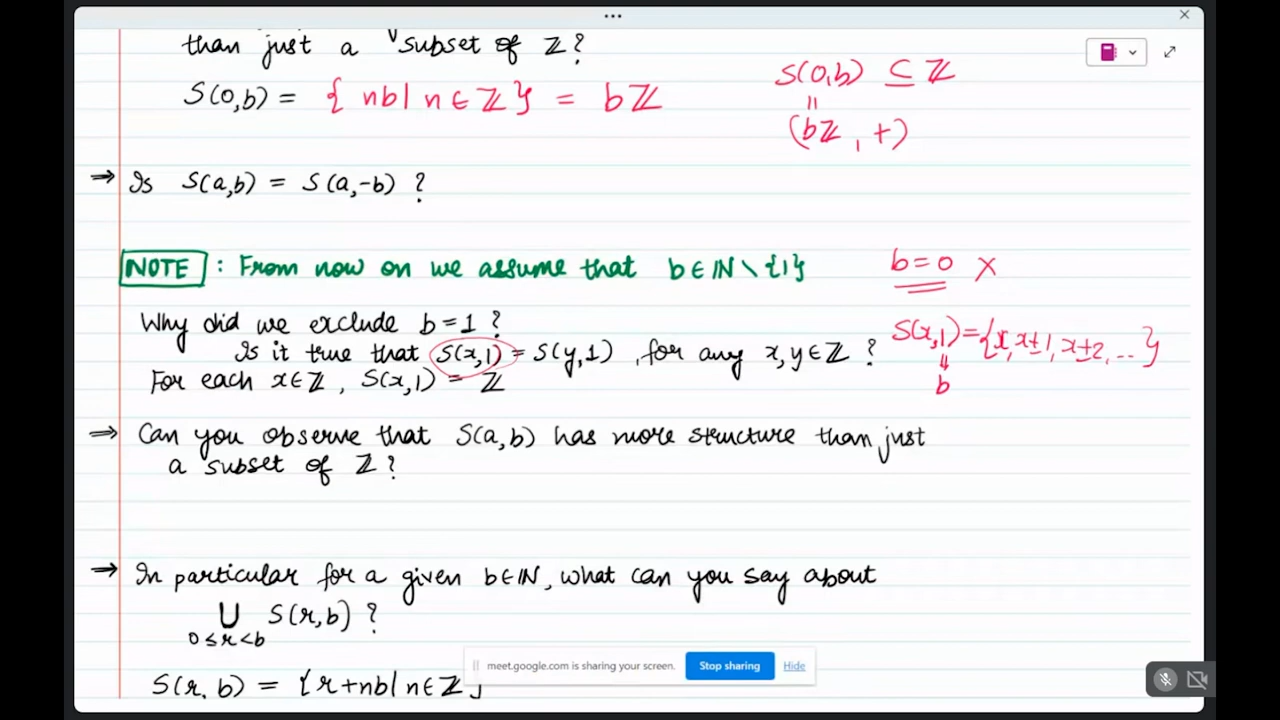 than just a subset of ℤ?
S(0,b) = { nb | n ∈ ℤ } = bℤ
S(0,b) ⊆ ℤ
=
(bℤ, +)
⇒ Is S(a,b) = S(a,-b) ?
NOTE : From now on we assume that b ∈ ℕ \ {1}
b = 0 ×
Why did we exclude b = 1 ?
Is it true that S(x,1) = S(y,1), for any x, y ∈ ℤ ?
S(x,1) = {x, x±1, x±2, ...}
↓
b
For each x ∈ ℤ, S(x,1) = ℤ
⇒ Can you observe that S(a,b) has more structure than just
a subset of ℤ ?
⇒ In particular for a given b ∈ ℕ, what can you say about
∪ S(r,b) ?
0 ≤ r < b
meet.google.com is sharing your screen. Stop sharing Hide
S(r,b) = {r+nb | n ∈ ℤ}